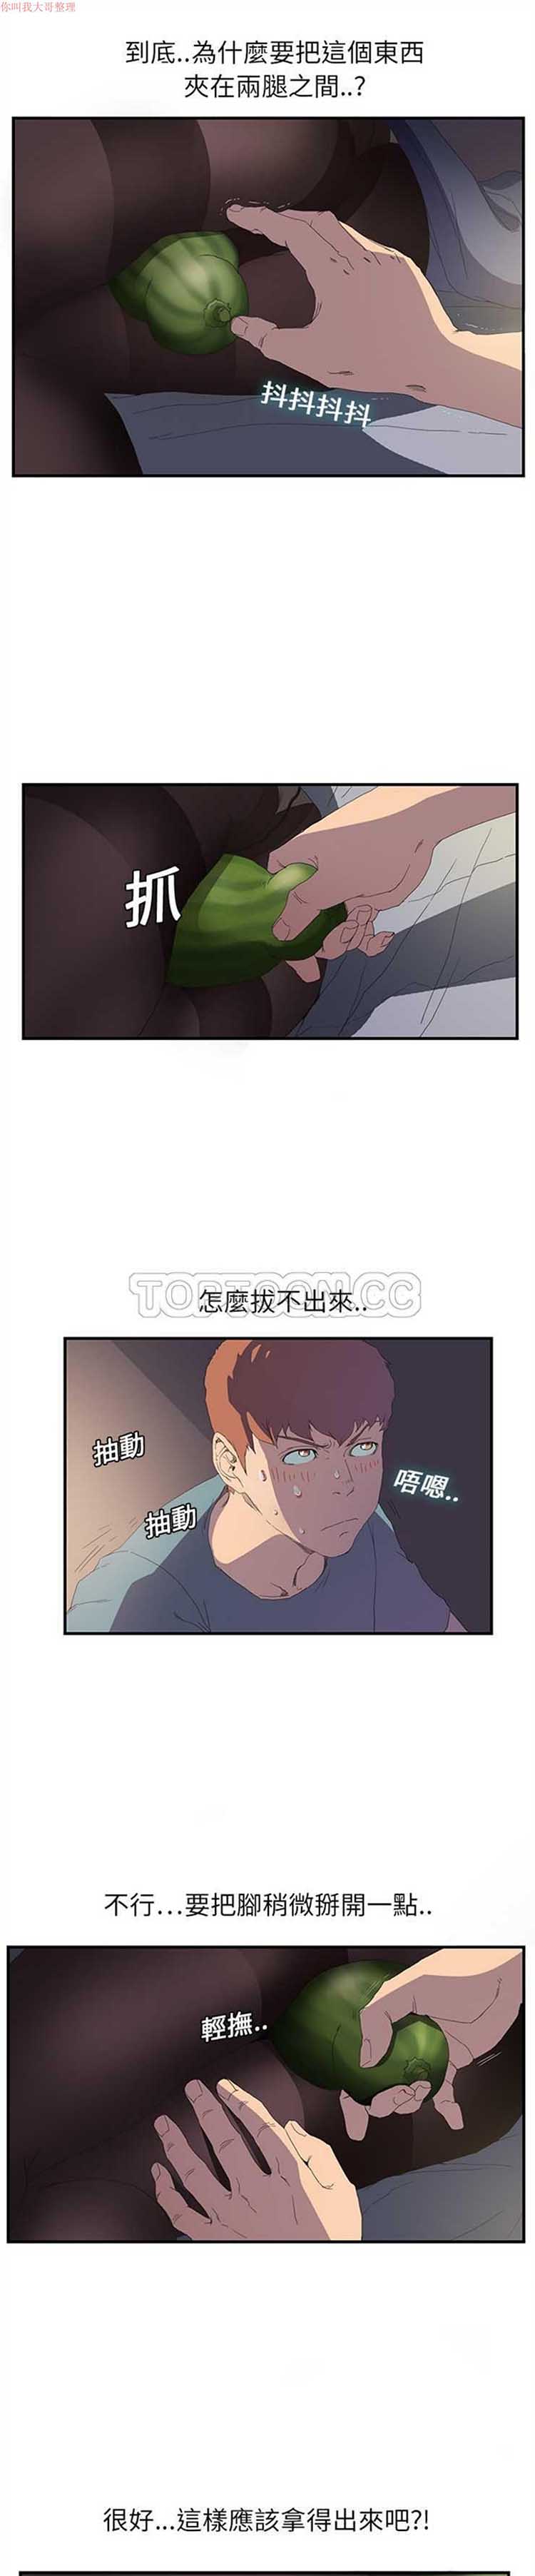 你叫我大哥整理
到底..為什麼要把這個東西
夾在兩腿之間..?
抖抖抖抖
抓
TOPTOON.CC
怎麼拔不出來..
抽動
唔嗯..
抽動
不行...要把腳稍微掰開一點..
輕撫..
很好...這樣應該拿得出來吧?!